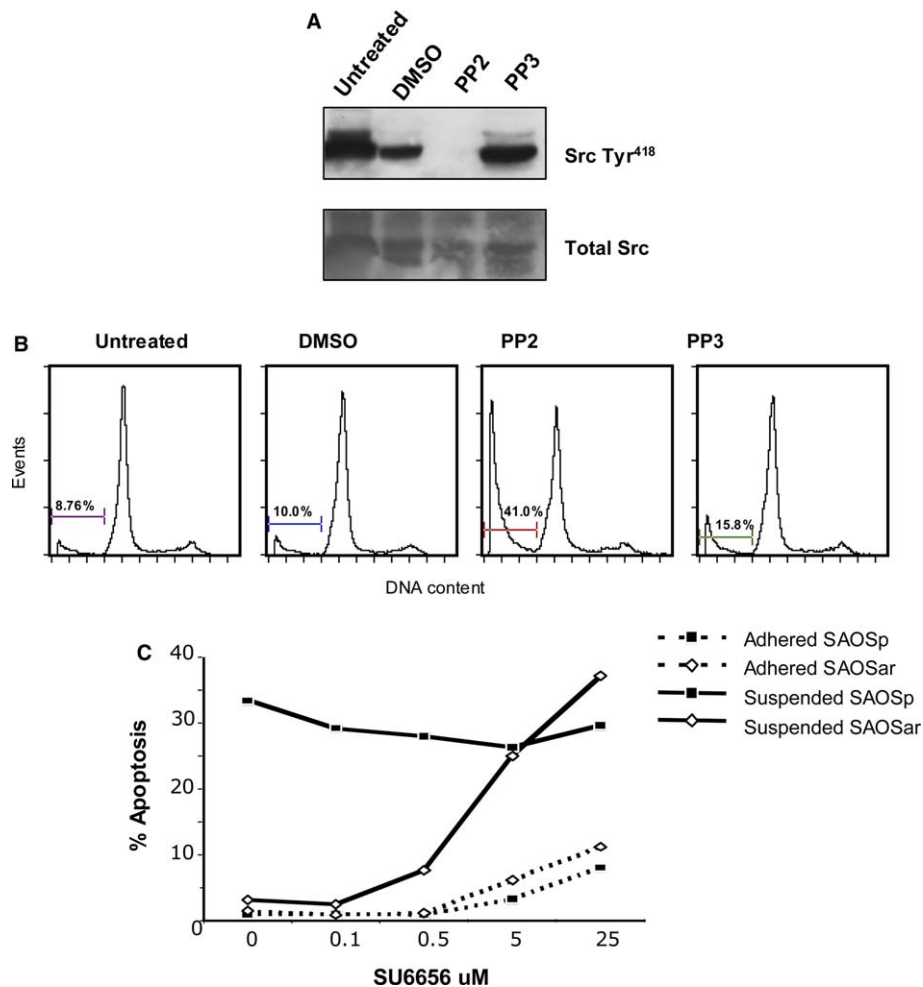 A
Untreated
DMSO
PP2
PP3
Src Tyr418
Total Src
B
Untreated
DMSO
PP2
PP3
Events
8.76%
10.0%
41.0%
15.8%
DNA content
C
% Apoptosis
40
30
20
10
0
0
0.1
0.5
5
25
SU6656 uM
Adhered SAOSp
Adhered SAOSar
Suspended SAOSp
Suspended SAOSar